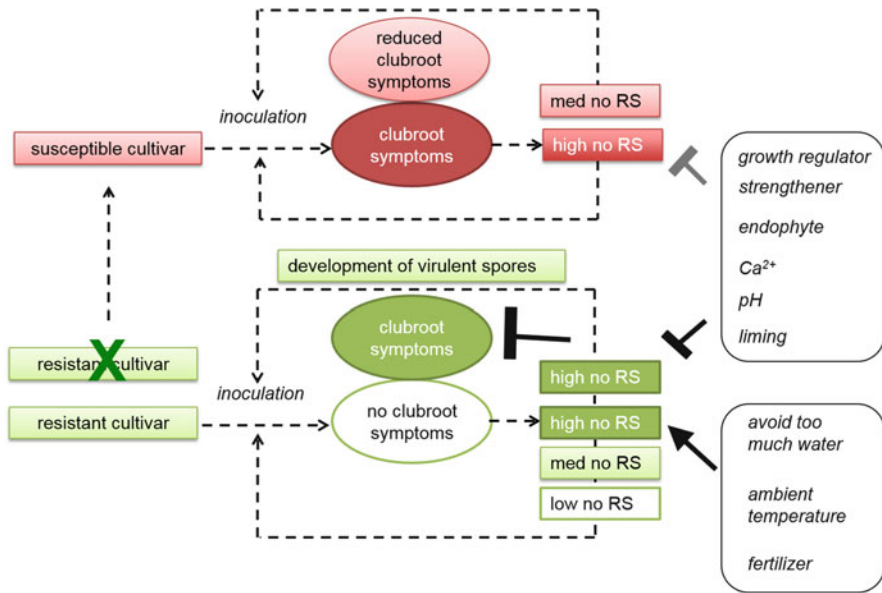 reduced
clubroot
symptoms
med no RS
inoculation
susceptible cultivar
clubroot
symptoms
high no RS
growth regulator
strengthener
endophyte
Ca²⁺
pH
liming
development of virulent spores
clubroot
symptoms
resistant cultivar
high no RS
inoculation
resistant cultivar
no clubroot
symptoms
high no RS
med no RS
low no RS
avoid too
much water
ambient
temperature
fertilizer